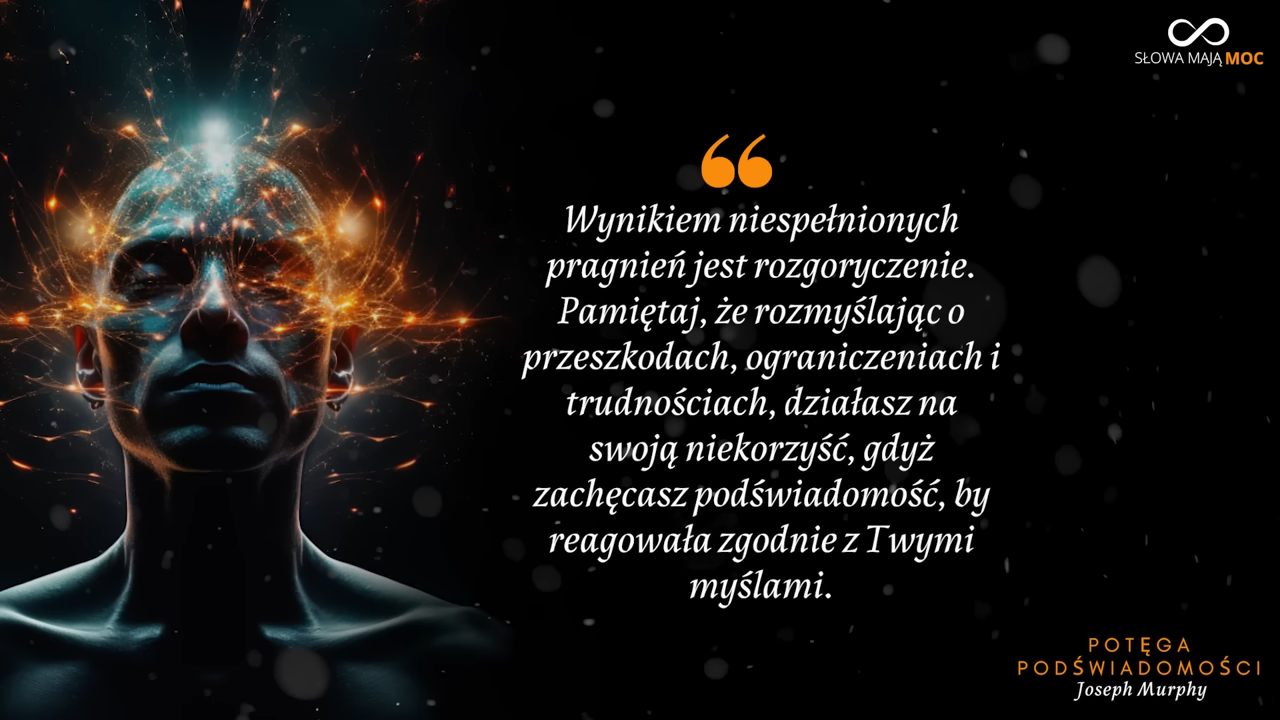 SŁOWA MAJĄ MOC
Wynikiem niespełnionych
pragnień jest rozgoryczenie.
Pamiętaj, że rozmyślając o
przeszkodach, ograniczeniach i
trudnościach, działasz na
swoją niekorzyść, gdyż
zachęcasz podświadomość, by
reagowała zgodnie z Twymi
myślami.
POTĘGA
PODŚWIADOMOŚCI
Joseph Murphy